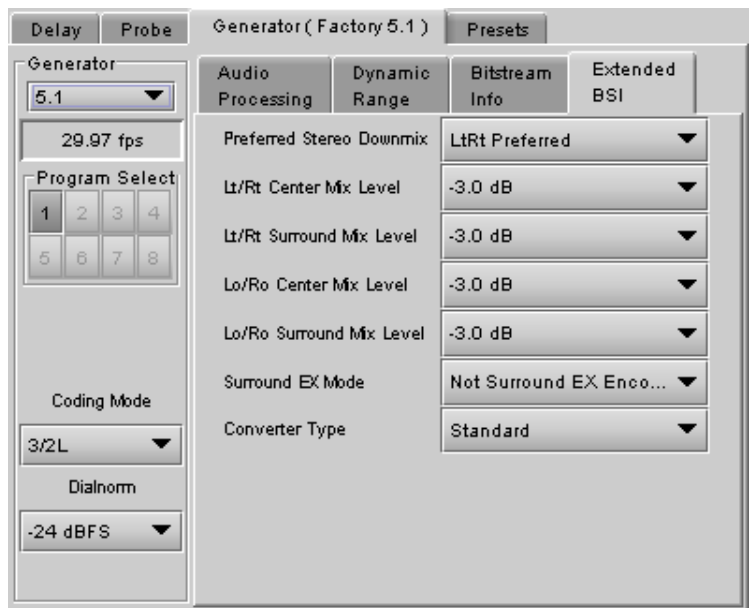 Delay
Probe
Generator ( Factory 5.1 )
Presets
Generator
5.1
29.97 fps
Program Select
1 2 3 4
5 6 7 8
Coding Mode
3/2L
Dialnorm
-24 dBFS
Audio
Processing
Dynamic
Range
Bitstream
Info
Extended
BSI
Preferred Stereo Downmix
LtRt Preferred
Lt/Rt Center Mix Level
-3.0 dB
Lt/Rt Surround Mix Level
-3.0 dB
Lo/Ro Center Mix Level
-3.0 dB
Lo/Ro Surround Mix Level
-3.0 dB
Surround EX Mode
Not Surround EX Enco...
Converter Type
Standard